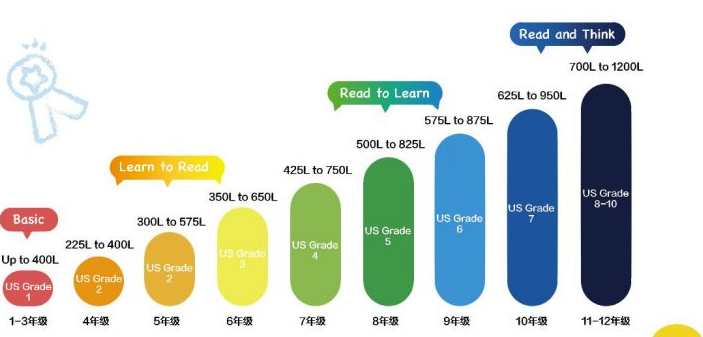 Read and Think
700L to 1200L
Read to Learn
625L to 950L
575L to 875L
500L to 825L
Learn to Read
425L to 750L
350L to 650L
Basic
300L to 575L
225L to 400L
Up to 400L
US Grade
1
US Grade
2
US Grade
2
US Grade
3
US Grade
4
US Grade
5
US Grade
6
US Grade
7
US Grade
8-10
1-3年级
4年级
5年级
6年级
7年级
8年级
9年级
10年级
11-12年级